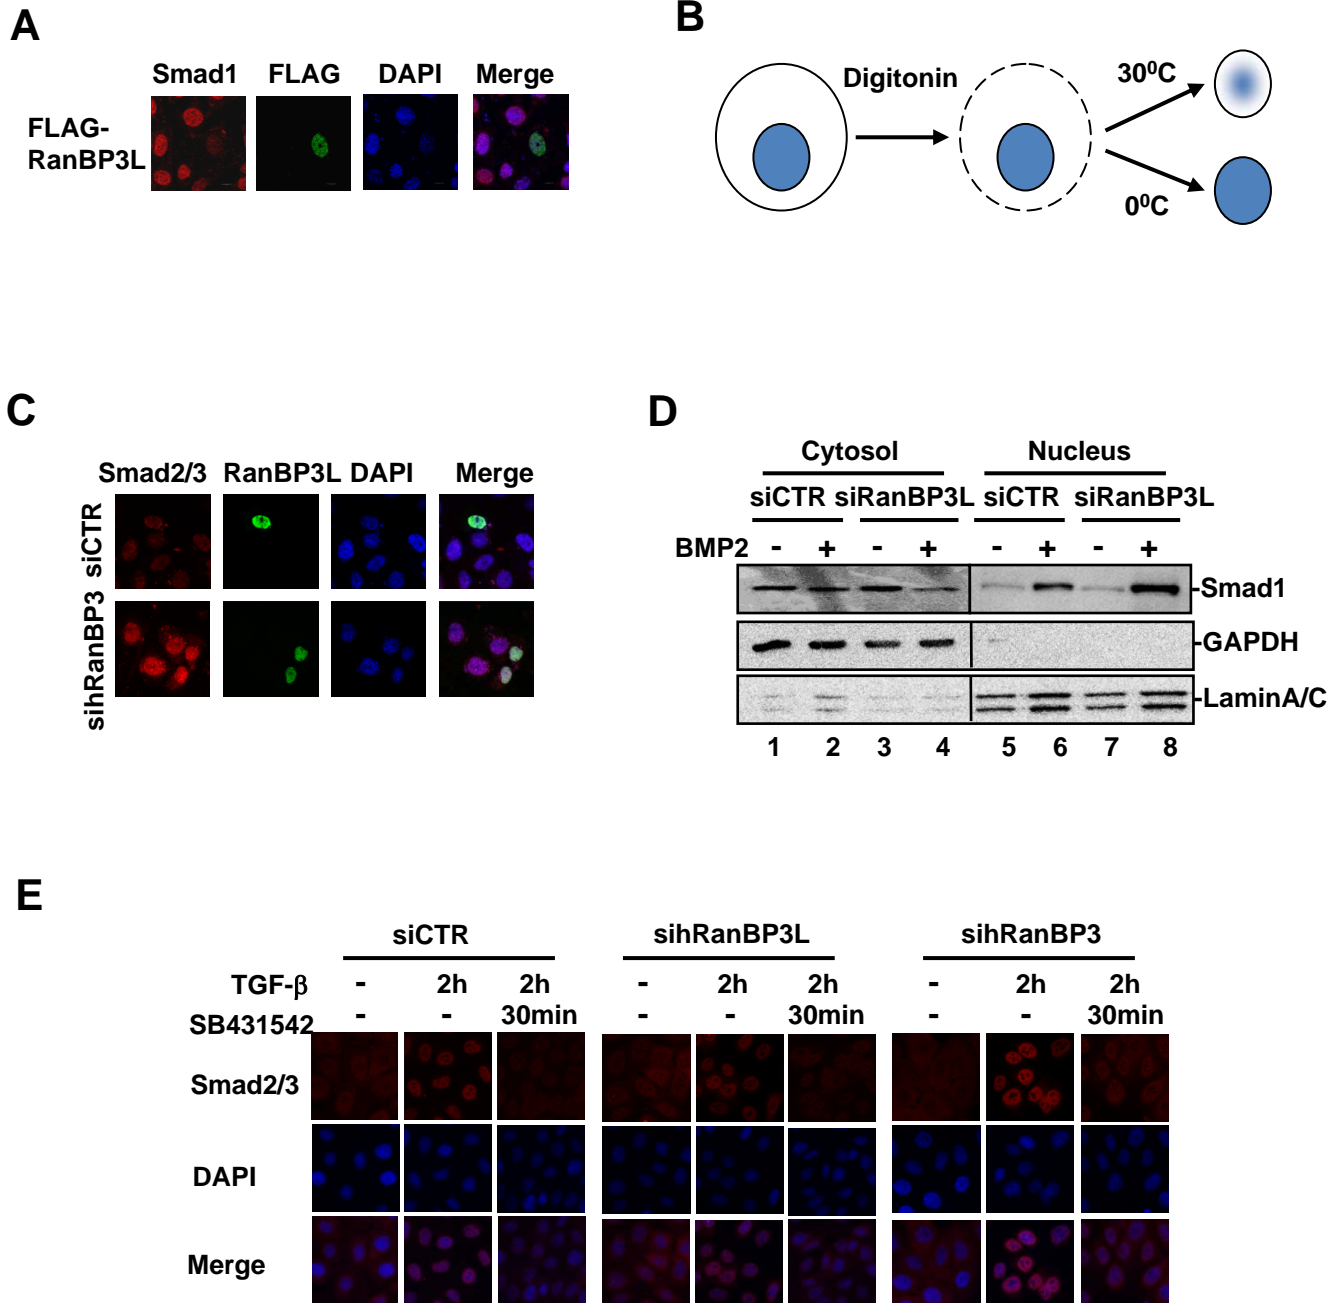 A
Smad1 FLAG DAPI Merge
FLAG-
RanBP3L
B
Digitonin
30⁰C
0⁰C
C
Smad2/3 RanBP3L DAPI Merge
siCTR
sihRanBP3
D
Cytosol Nucleus
siCTR siRanBP3L siCTR siRanBP3L
BMP2 - + - + - + - +
-Smad1
-GAPDH
-LaminA/C
1 2 3 4 5 6 7 8
E
siCTR sihRanBP3L sihRanBP3
TGF-β - 2h 2h - 2h 2h - 2h 2h
SB431542 - - 30min - - 30min - - 30min
Smad2/3
DAPI
Merge